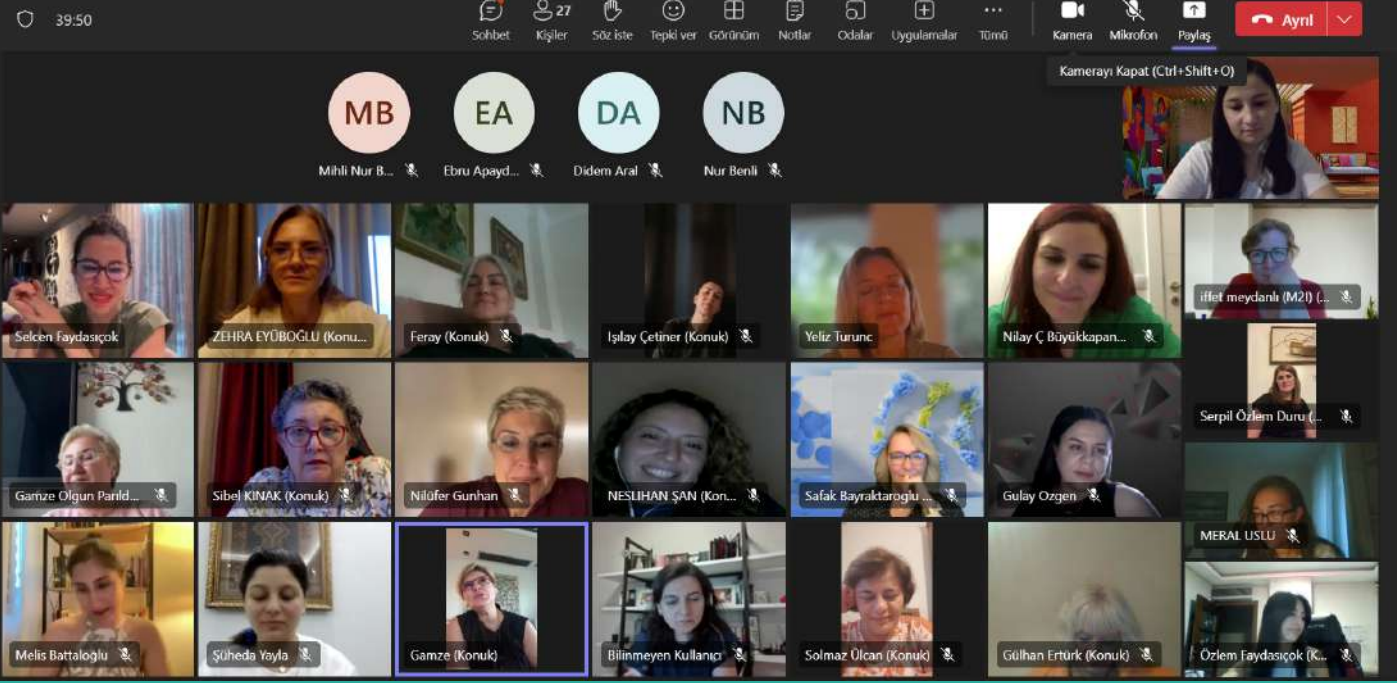 39:50
27
Sohbet
Kişiler
Söz iste
Tepki ver
Görünüm
Notlar
Odalar
Uygulamalar
Tümü
Kamera
Mikrofon
Paylaş
Ayrıl
Kamerayı Kapat (Ctrl+Shift+O)
MB
EA
DA
NB
Mihli Nur B...
Ebru Apayd...
Didem Aral
Nur Benli
Selcen Faydasıçok
ZEHRA EYÜBOĞLU (Konu...
Feray (Konuk)
Işılay Çetiner (Konuk)
Yeliz Turunc
Nilay Ç Büyükkapan...
iffet meydanlı (M2I) (...
Serpil Özlem Duru (...
Gamze Olgun Parıld...
Sibel KINAK (Konuk)
Nilüfer Gunhan
NESLIHAN ŞAN (Kon...
Safak Bayraktaroglu ...
Gulay Ozgen
MERAL USLU
Melis Battaloğlu
Şüheda Yayla
Gamze (Konuk)
Bilinmeyen Kullanıcı
Solmaz Ülcan (Konuk)
Gülhan Ertürk (Konuk)
Özlem Faydasıçok (K...